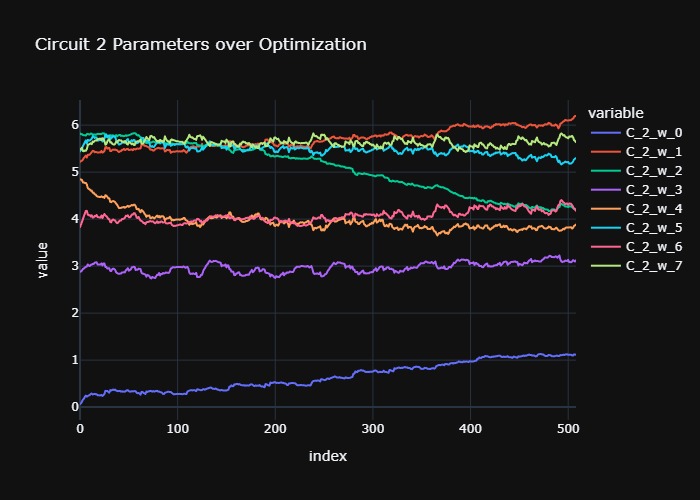 Circuit 2 Parameters over Optimization
variable
C_2_w_0
C_2_w_1
C_2_w_2
C_2_w_3
C_2_w_4
C_2_w_5
C_2_w_6
C_2_w_7
value
6
5
4
3
2
1
0
0 100 200 300 400 500
index